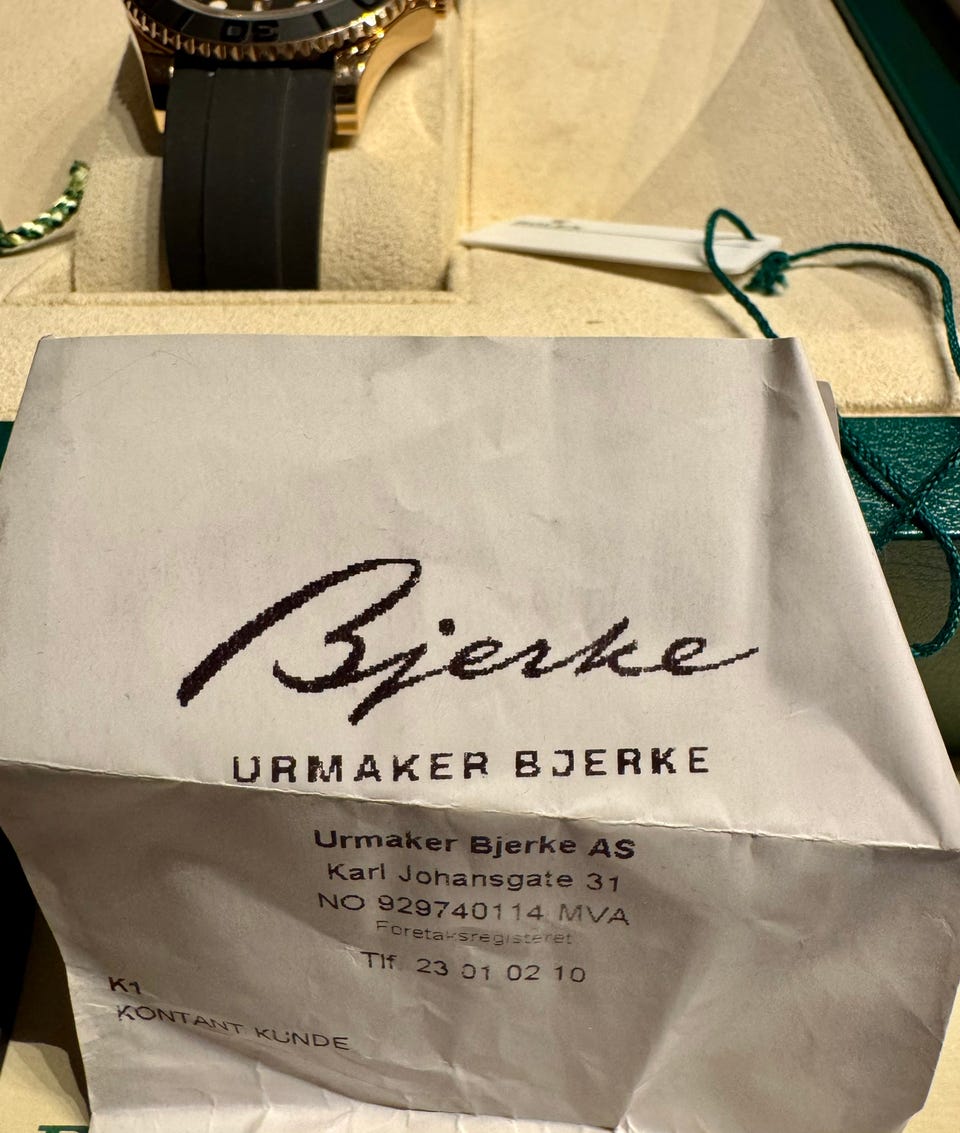 30
Bjerke
URMAKER BJERKE
Urmaker Bjerke AS
Karl Johansgate 31
NO 929740114 MVA
Foretaksregisteret
Tlf. 23 01 02 10
K1
KONTANT KUNDE